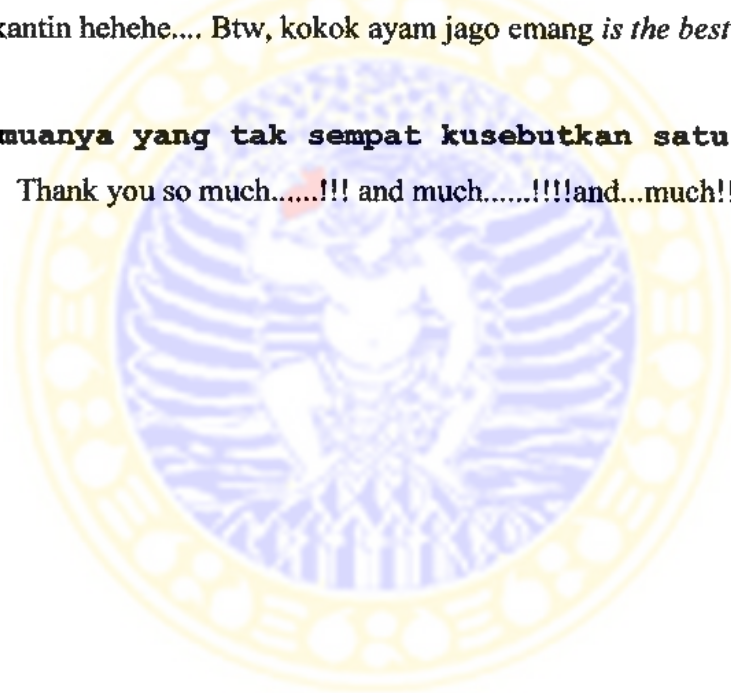 kantin hehehe.... Btw, kokok ayam jago emang is the best
muanya yang tak sempat kusebutkan satu
Thank you so much......!!! and much......!!!!and...much!!